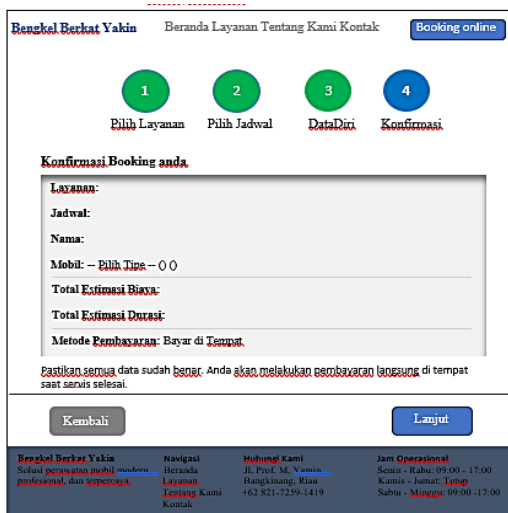 Bengkel Berkat Yakin Beranda Layanan Tentang Kami Kontak Booking online
1 2 3 4
Pilih Layanan Pilih Jadwal DataDiri Konfirmasi
Konfirmasi Booking anda
Layanan:
Jadwal:
Nama:
Mobil: -- Pilih Tipe -- () ()
Total Estimasi Biaya:
Total Estimasi Durasi:
Metode Pembayaran: Bayar di Tempat
Pastikan semua data sudah benar. Anda akan melakukan pembayaran langsung di tempat
saat servis selesai.
Kembali Lanjut
Bengkel Berkat Yakin Navigasi Hubungi Kami Jam Operasional
Solusi perawatan mobil modern, Beranda Jl. Prof. M. Yamin, Senin - Rabu: 09:00 - 17:00
profesional, dan terpercaya. Layanan Bangkinang, Riau Kamis - Jumat: Tutup
Tentang Kami +62 821-7259-1419 Sabtu - Minggu: 09:00 -17:00
Kontak